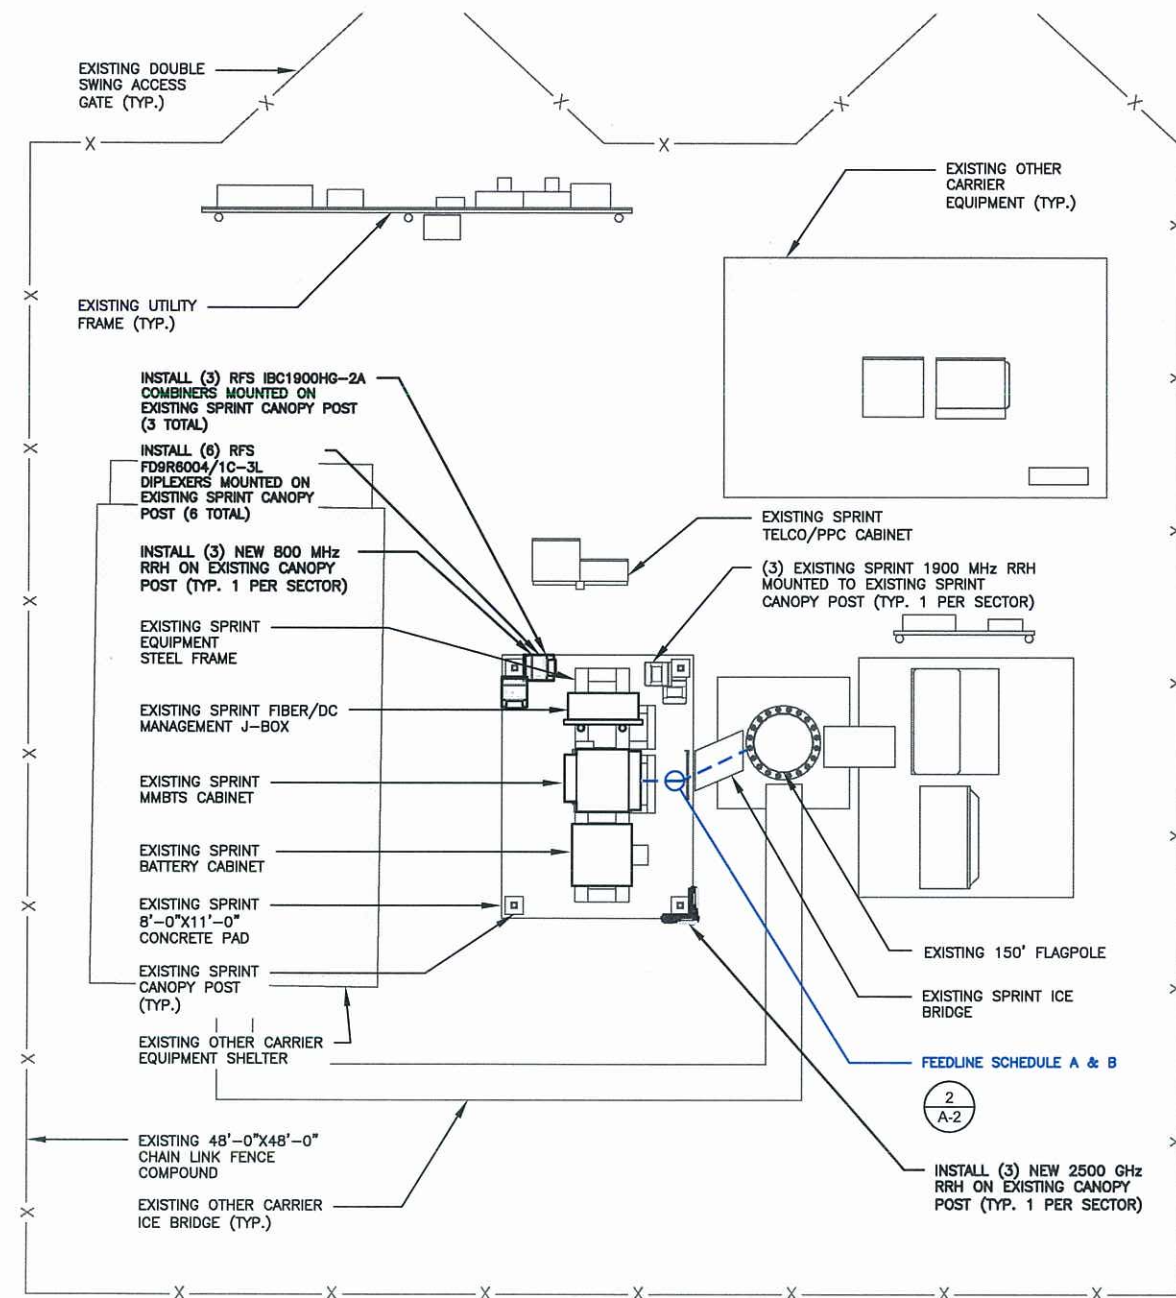 EXISTING DOUBLE
SWING ACCESS
GATE (TYP.)
EXISTING OTHER
CARRIER
EQUIPMENT (TYP.)
EXISTING UTILITY
FRAME (TYP.)
INSTALL (3) RFS IBC1900HG-2A
COMBINERS MOUNTED ON
EXISTING SPRINT CANOPY POST
(3 TOTAL)
INSTALL (6) RFS
FD9R6004/1C-3L
DIPLEXERS MOUNTED ON
EXISTING SPRINT CANOPY
POST (6 TOTAL)
EXISTING SPRINT
TELCO/PPC CABINET
INSTALL (3) NEW 800 MHz
RRH ON EXISTING CANOPY
POST (TYP. 1 PER SECTOR)
(3) EXISTING SPRINT 1900 MHz RRH
MOUNTED TO EXISTING SPRINT
CANOPY POST (TYP. 1 PER SECTOR)
EXISTING SPRINT
EQUIPMENT
STEEL FRAME
EXISTING SPRINT FIBER/DC
MANAGEMENT J-BOX
EXISTING SPRINT
MMBTS CABINET
EXISTING SPRINT
BATTERY CABINET
EXISTING SPRINT
8'-0"X11'-0"
CONCRETE PAD
EXISTING SPRINT
CANOPY POST
(TYP.)
EXISTING OTHER CARRIER
EQUIPMENT SHELTER
EXISTING 150' FLAGPOLE
EXISTING SPRINT ICE
BRIDGE
FEEDLINE SCHEDULE A & B
2
A-2
EXISTING 48'-0"X48'-0"
CHAIN LINK FENCE
COMPOUND
EXISTING OTHER CARRIER
ICE BRIDGE (TYP.)
INSTALL (3) NEW 2500 GHz
RRH ON EXISTING CANOPY
POST (TYP. 1 PER SECTOR)